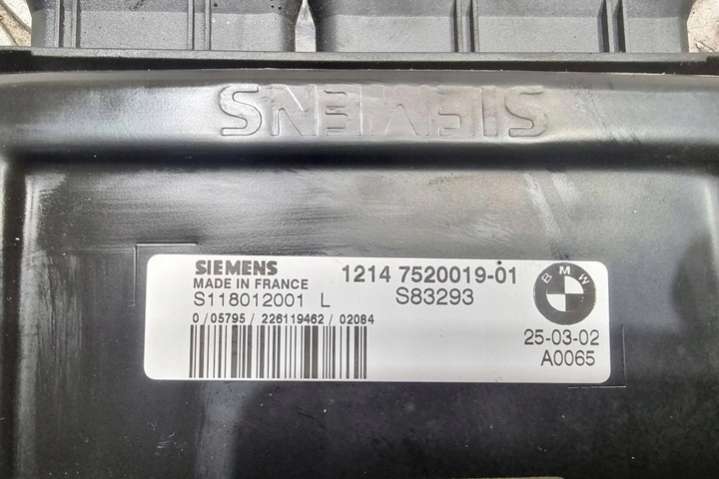 SIEMENS
SIEMENS
MADE IN FRANCE
S118012001 L
0/05795/226119462/02084
1214 7520019-01
S83293
BMW
25-03-02
A0065